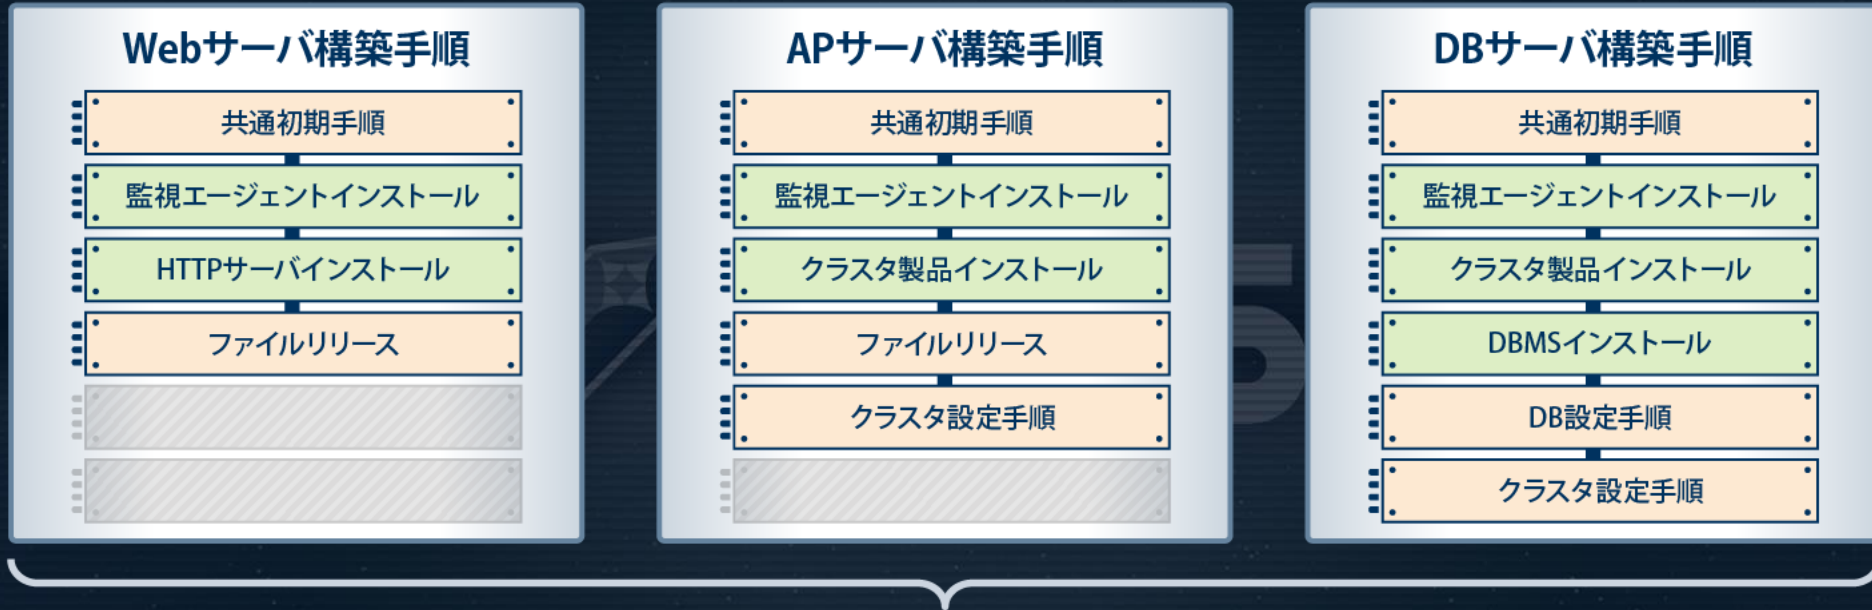 Webサーバ構築手順
共通初期手順
監視エージェントインストール
HTTPサーバインストール
ファイルリリース
APサーバ構築手順
共通初期手順
監視エージェントインストール
クラスタ製品インストール
ファイルリリース
クラスタ設定手順
DBサーバ構築手順
共通初期手順
監視エージェントインストール
クラスタ製品インストール
DBMSインストール
DB設定手順
クラスタ設定手順